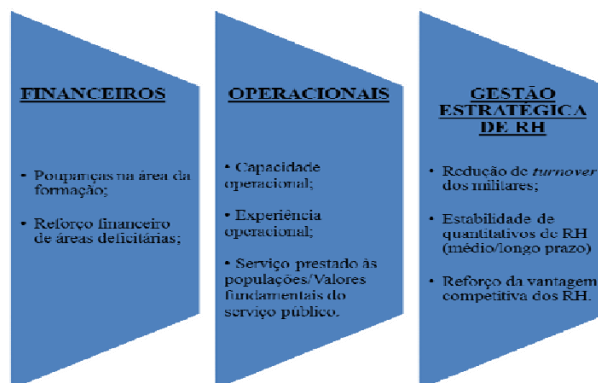 FINANCEIROS
• Poupanças na área da
formação;
• Reforço financeiro
de áreas deficitárias;
OPERACIONAIS
• Capacidade
operacional;
• Experiência
operacional;
• Serviço prestado às
populações/Valores
fundamentais do
serviço público.
GESTÃO
ESTRATÉGICA
DE RH
• Redução de turnover
dos militares;
• Estabilidade de
quantitativos de RH
(médio/longo prazo)
• Reforço da vantagem
competitiva dos RH.